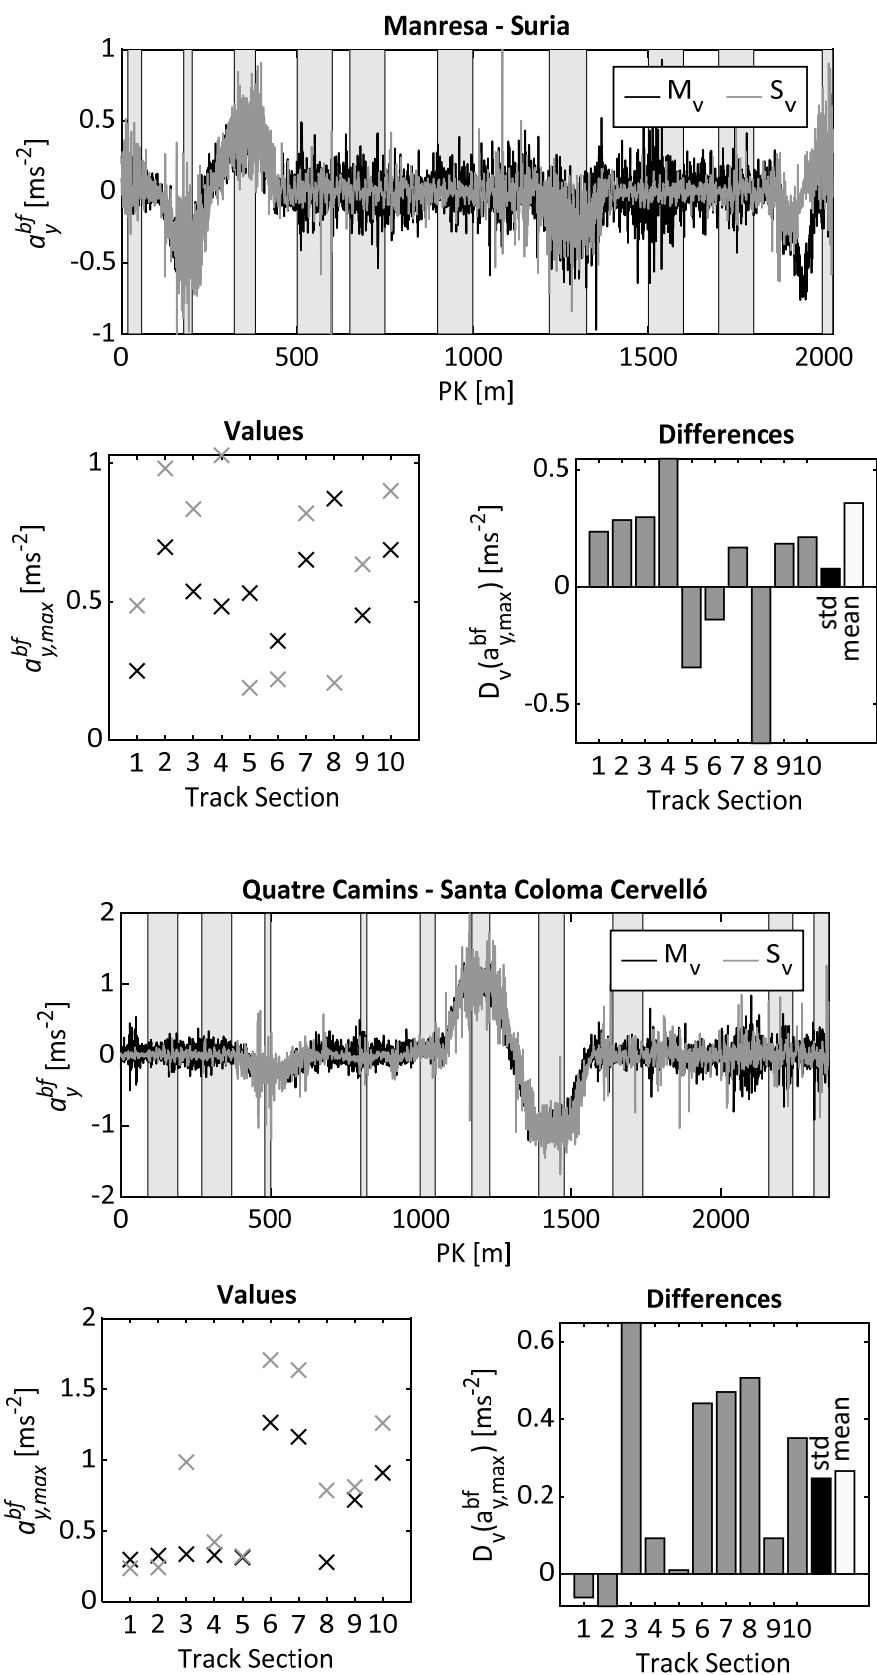 Manresa - Suria
1
0.5
0
-0.5
-1
a_y^bf [ms^-2]
M_v S_v
0 500 1000 1500 2000
PK [m]
Values
1
0.5
0
a_y,max^bf [ms^-2]
1 2 3 4 5 6 7 8 9 10
Track Section
Differences
0.5
0
-0.5
D_v(a_y,max^bf) [ms^-2]
std
mean
1 2 3 4 5 6 7 8 9 10
Track Section
Quatre Camins - Santa Coloma Cervelló
2
1
0
-1
-2
a_y^bf [ms^-2]
M_v S_v
0 500 1000 1500 2000
PK [m]
Values
2
1.5
1
0.5
0
a_y,max^bf [ms^-2]
1 2 3 4 5 6 7 8 9 10
Track Section
Differences
0.6
0.4
0.2
0
D_v(a_y,max^bf) [ms^-2]
std
mean
1 2 3 4 5 6 7 8 9 10
Track Section